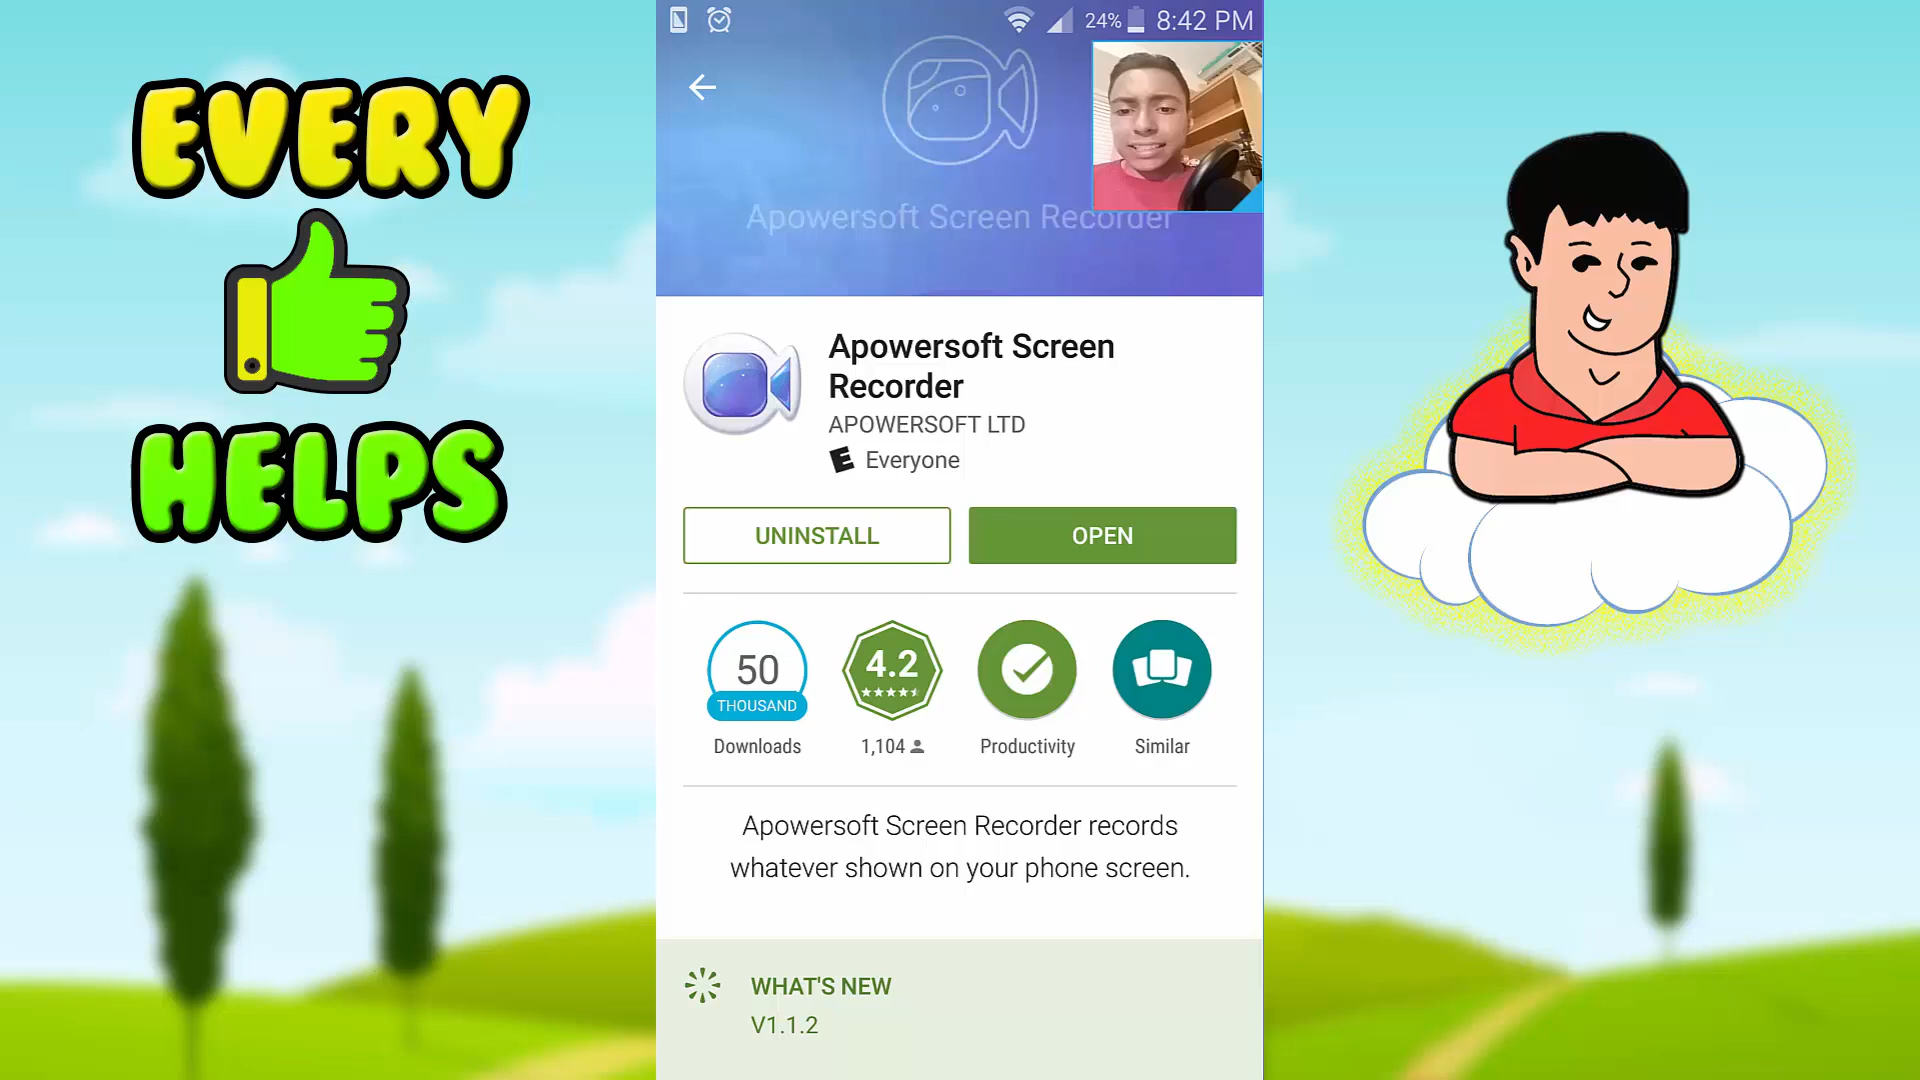 24% 8:42 PM
EVERY
HELPS
Apowersoft Screen Recorder
Apowersoft Screen
Recorder
APOWERSOFT LTD
E Everyone
UNINSTALL
OPEN
50
THOUSAND
Downloads
4.2
1,104
Productivity
Similar
Apowersoft Screen Recorder records
whatever shown on your phone screen.
WHAT'S NEW
V1.1.2